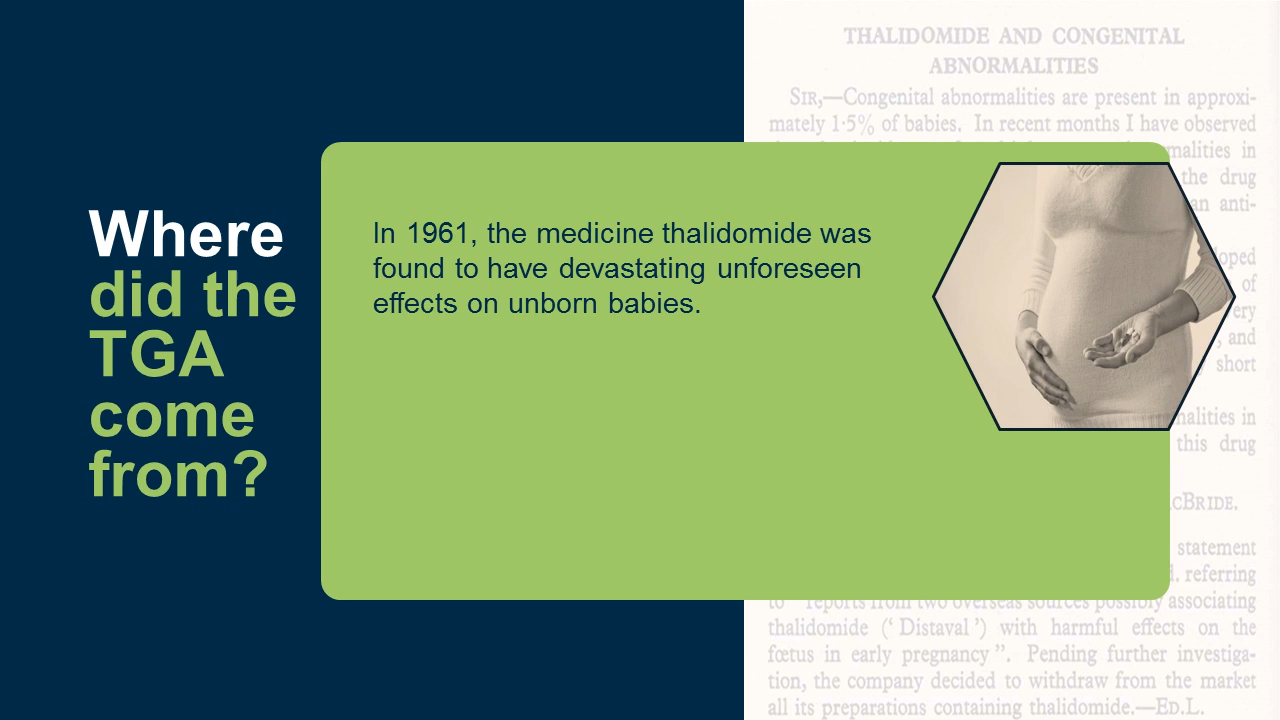 Where
did the
TGA
come
from?
In 1961, the medicine thalidomide was
found to have devastating unforeseen
effects on unborn babies.
THALIDOMIDE AND CONGENITAL
ABNORMALITIES
SIR,—Congenital abnormalities are present in approxi-
mately 1·5% of babies. In recent months I have observed
malities in
the drug
an anti-
oped
of
ery
, and
short
nalities in
this drug
cBRIDE.
statement
referring
to “ reports from two overseas sources possibly associating
thalidomide (‘ Distaval ’) with harmful effects on the
fœtus in early pregnancy ”. Pending further investiga-
tion, the company decided to withdraw from the market
all its preparations containing thalidomide.—ED.L.